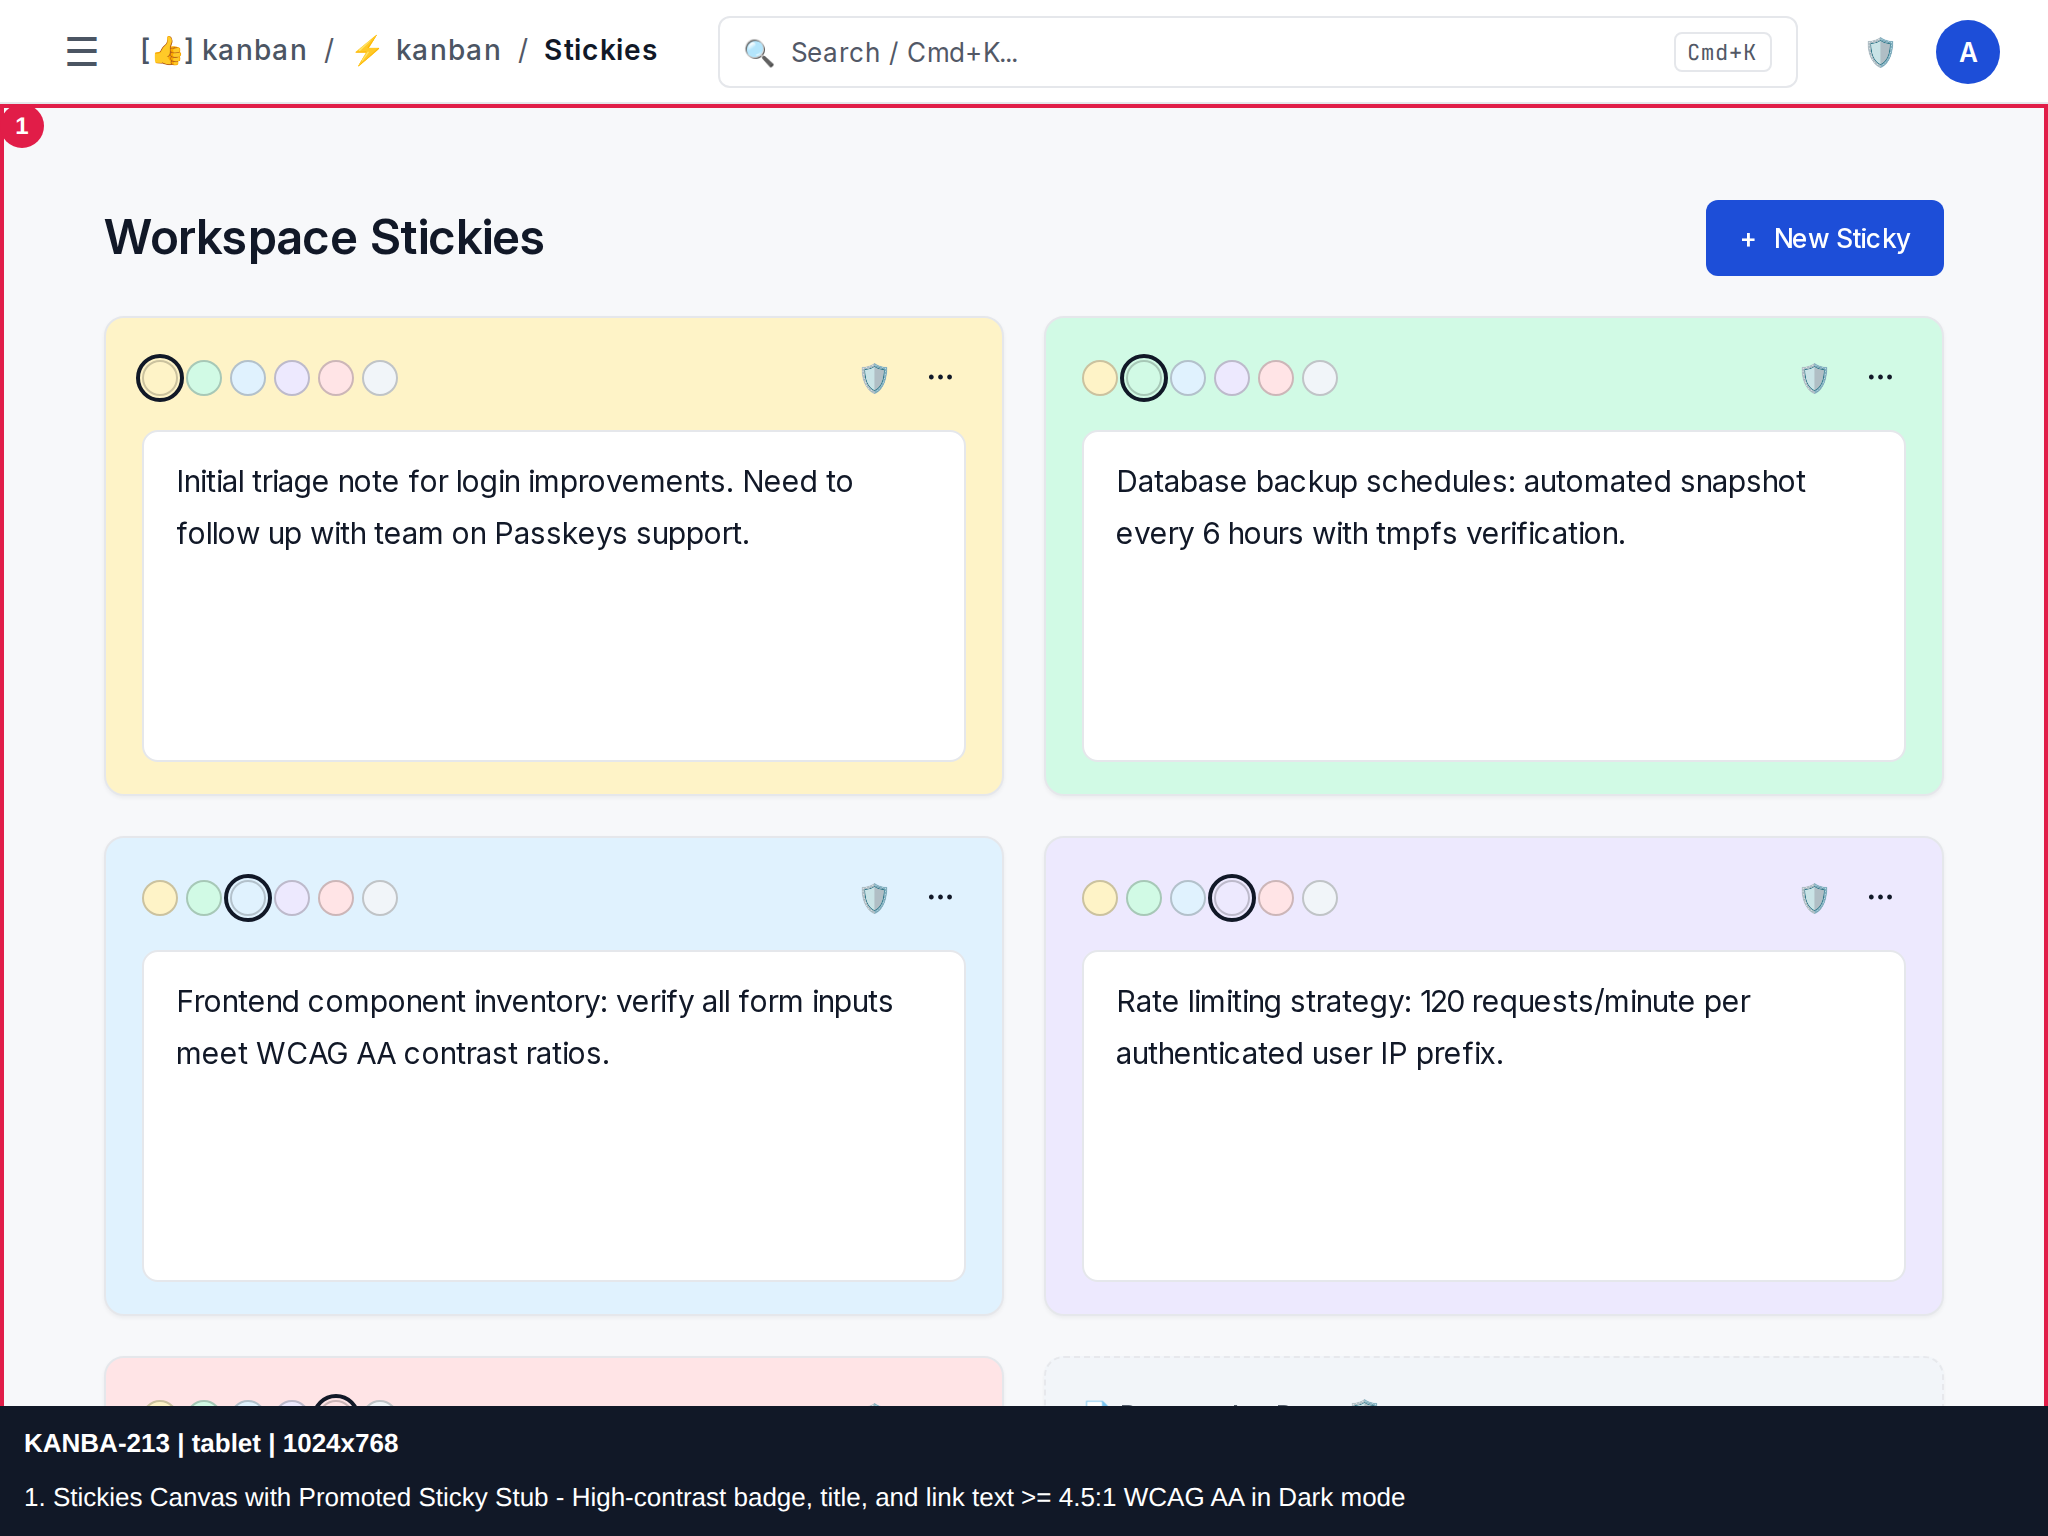 [👍] kanban / ⚡ kanban / Stickies
🔍 Search / Cmd+K...
Cmd+K
A
1
Workspace Stickies
+ New Sticky
Initial triage note for login improvements. Need to
follow up with team on Passkeys support.
Database backup schedules: automated snapshot
every 6 hours with tmpfs verification.
Frontend component inventory: verify all form inputs
meet WCAG AA contrast ratios.
Rate limiting strategy: 120 requests/minute per
authenticated user IP prefix.
KANBA-213 | tablet | 1024x768
1. Stickies Canvas with Promoted Sticky Stub - High-contrast badge, title, and link text >= 4.5:1 WCAG AA in Dark mode